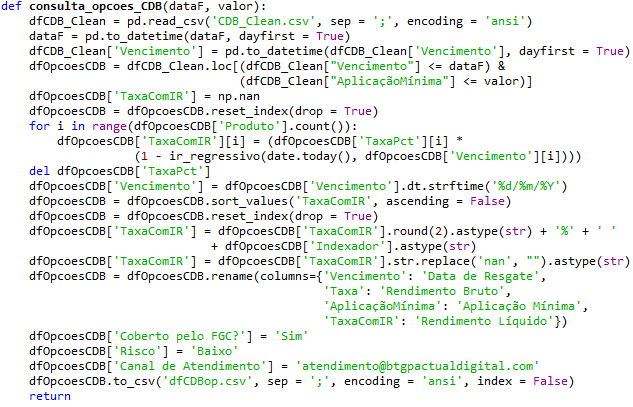 def consulta_opcoes_CDB(dataF, valor):
    dfCDB_Clean = pd.read_csv('CDB_Clean.csv', sep = ';', encoding = 'ansi')
    dataF = pd.to_datetime(dataF, dayfirst = True)
    dfCDB_Clean['Vencimento'] = pd.to_datetime(dfCDB_Clean['Vencimento'], dayfirst = True)
    dfOpcoesCDB = dfCDB_Clean.loc[(dfCDB_Clean["Vencimento"] <= dataF) &
                                  (dfCDB_Clean["AplicaçãoMínima"] <= valor)]
    dfOpcoesCDB['TaxaComIR'] = np.nan
    dfOpcoesCDB = dfOpcoesCDB.reset_index(drop = True)
    for i in range(dfOpcoesCDB['Produto'].count()):
        dfOpcoesCDB['TaxaComIR'][i] = (dfOpcoesCDB['TaxaPct'][i] *
                   (1 - ir_regressivo(date.today(), dfOpcoesCDB['Vencimento'][i])))
    del dfOpcoesCDB['TaxaPct']
    dfOpcoesCDB['Vencimento'] = dfOpcoesCDB['Vencimento'].dt.strftime('%d/%m/%Y')
    dfOpcoesCDB = dfOpcoesCDB.sort_values('TaxaComIR', ascending = False)
    dfOpcoesCDB = dfOpcoesCDB.reset_index(drop = True)
    dfOpcoesCDB['TaxaComIR'] = dfOpcoesCDB['TaxaComIR'].round(2).astype(str) + '%' + ' '
                              + dfOpcoesCDB['Indexador'].astype(str)
    dfOpcoesCDB['TaxaComIR'] = dfOpcoesCDB['TaxaComIR'].str.replace('nan', "").astype(str)
    dfOpcoesCDB = dfOpcoesCDB.rename(columns={'Vencimento': 'Data de Resgate',
                                              'Taxa': 'Rendimento Bruto',
                                              'AplicaçãoMínima': 'Aplicação Mínima',
                                              'TaxaComIR': 'Rendimento Líquido'})
    dfOpcoesCDB['Coberto pelo FGC?'] = 'Sim'
    dfOpcoesCDB['Risco'] = 'Baixo'
    dfOpcoesCDB['Canal de Atendimento'] = 'atendimento@btgpactualdigital.com'
    dfOpcoesCDB.to_csv('dfCDBop.csv', sep = ';', encoding = 'ansi', index = False)
    return